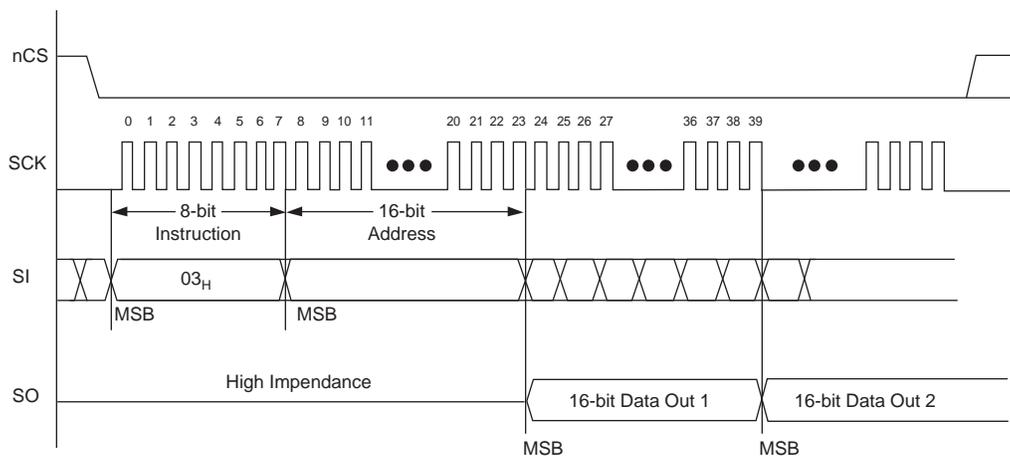 nCS
0 1 2 3 4 5 6 7 8 9 10 11 20 21 22 23 24 25 26 27 36 37 38 39
SCK
8-bit
Instruction
16-bit
Address
SI
03H
MSB
MSB
High Impendance
SO
16-bit Data Out 1
16-bit Data Out 2
MSB
MSB